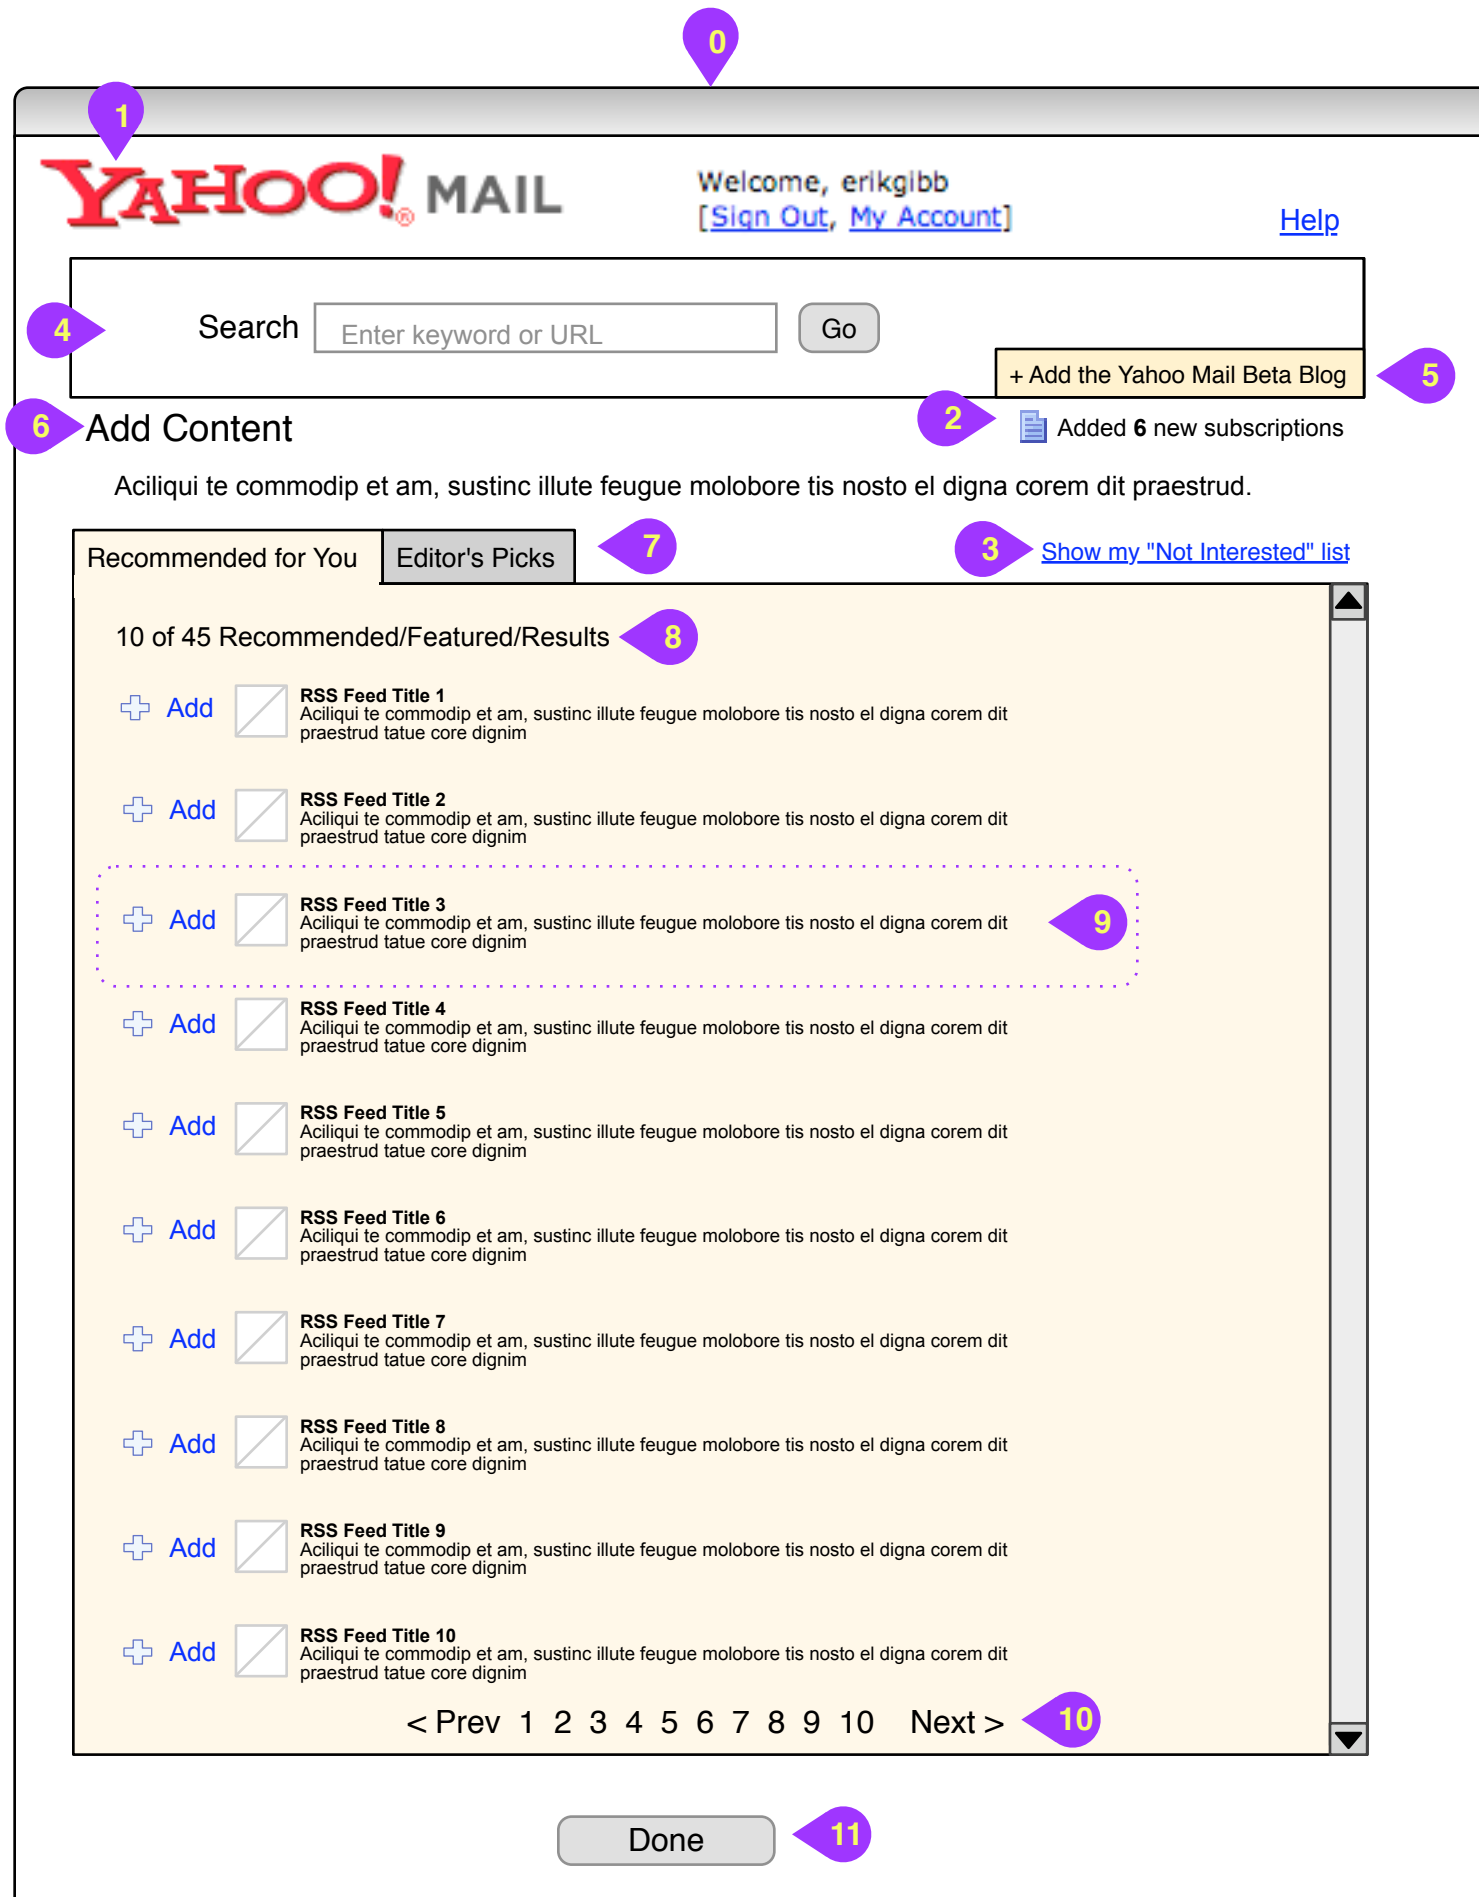 0
1
YAHOO!® MAIL
Welcome, erikgibb
[Sign Out, My Account]
Help
4
Search
Enter keyword or URL
Go
+ Add the Yahoo Mail Beta Blog
5
6
Add Content
2
Added 6 new subscriptions
Aciliqui te commodip et am, sustinc illute feugue molobore tis nosto el digna corem dit praestrud.
Recommended for You
Editor's Picks
7
3
Show my "Not Interested" list
10 of 45 Recommended/Featured/Results
8
Add
RSS Feed Title 1
Aciliqui te commodip et am, sustinc illute feugue molobore tis nosto el digna corem dit
praestrud tatue core dignim
Add
RSS Feed Title 2
Aciliqui te commodip et am, sustinc illute feugue molobore tis nosto el digna corem dit
praestrud tatue core dignim
Add
RSS Feed Title 3
Aciliqui te commodip et am, sustinc illute feugue molobore tis nosto el digna corem dit
praestrud tatue core dignim
9
Add
RSS Feed Title 4
Aciliqui te commodip et am, sustinc illute feugue molobore tis nosto el digna corem dit
praestrud tatue core dignim
Add
RSS Feed Title 5
Aciliqui te commodip et am, sustinc illute feugue molobore tis nosto el digna corem dit
praestrud tatue core dignim
Add
RSS Feed Title 6
Aciliqui te commodip et am, sustinc illute feugue molobore tis nosto el digna corem dit
praestrud tatue core dignim
Add
RSS Feed Title 7
Aciliqui te commodip et am, sustinc illute feugue molobore tis nosto el digna corem dit
praestrud tatue core dignim
Add
RSS Feed Title 8
Aciliqui te commodip et am, sustinc illute feugue molobore tis nosto el digna corem dit
praestrud tatue core dignim
Add
RSS Feed Title 9
Aciliqui te commodip et am, sustinc illute feugue molobore tis nosto el digna corem dit
praestrud tatue core dignim
Add
RSS Feed Title 10
Aciliqui te commodip et am, sustinc illute feugue molobore tis nosto el digna corem dit
praestrud tatue core dignim
< Prev 1 2 3 4 5 6 7 8 9 10 Next >
10
Done
11